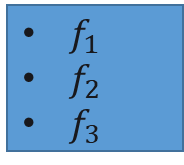 • f₁
• f₂
• f₃